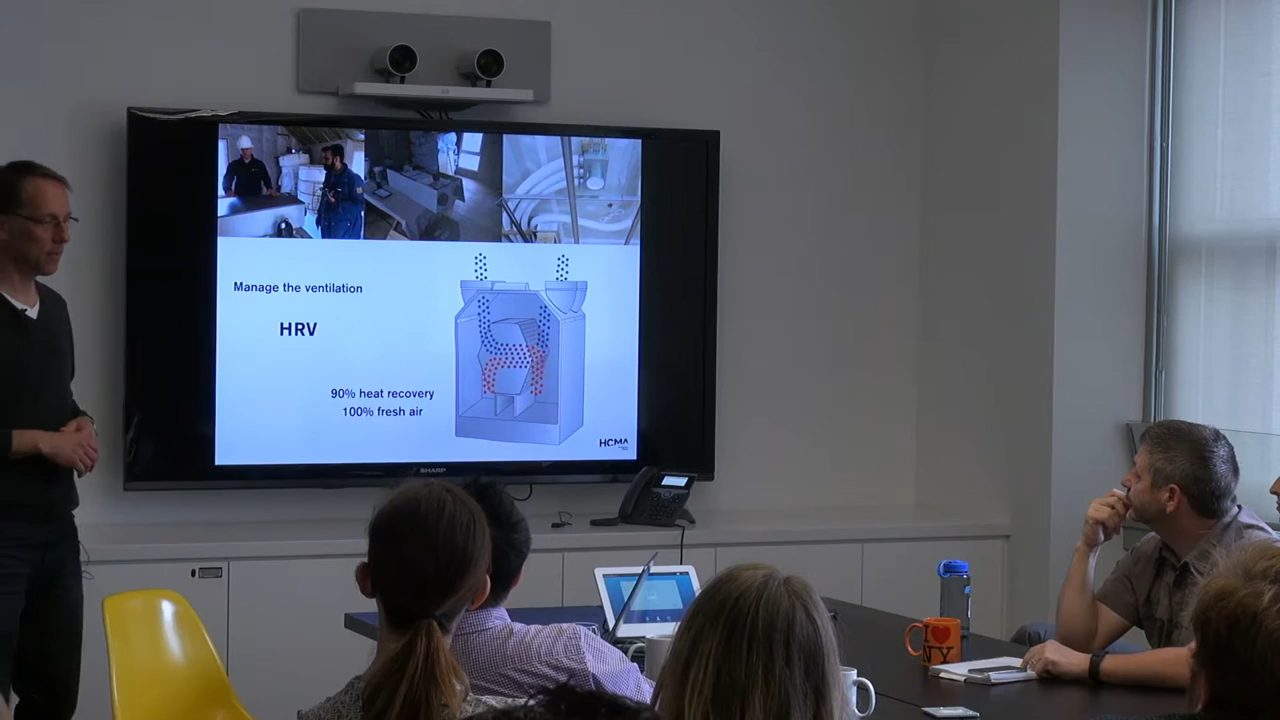 Manage the ventilation
HRV
90% heat recovery
100% fresh air
HCMA
SHARP
I ❤ NY